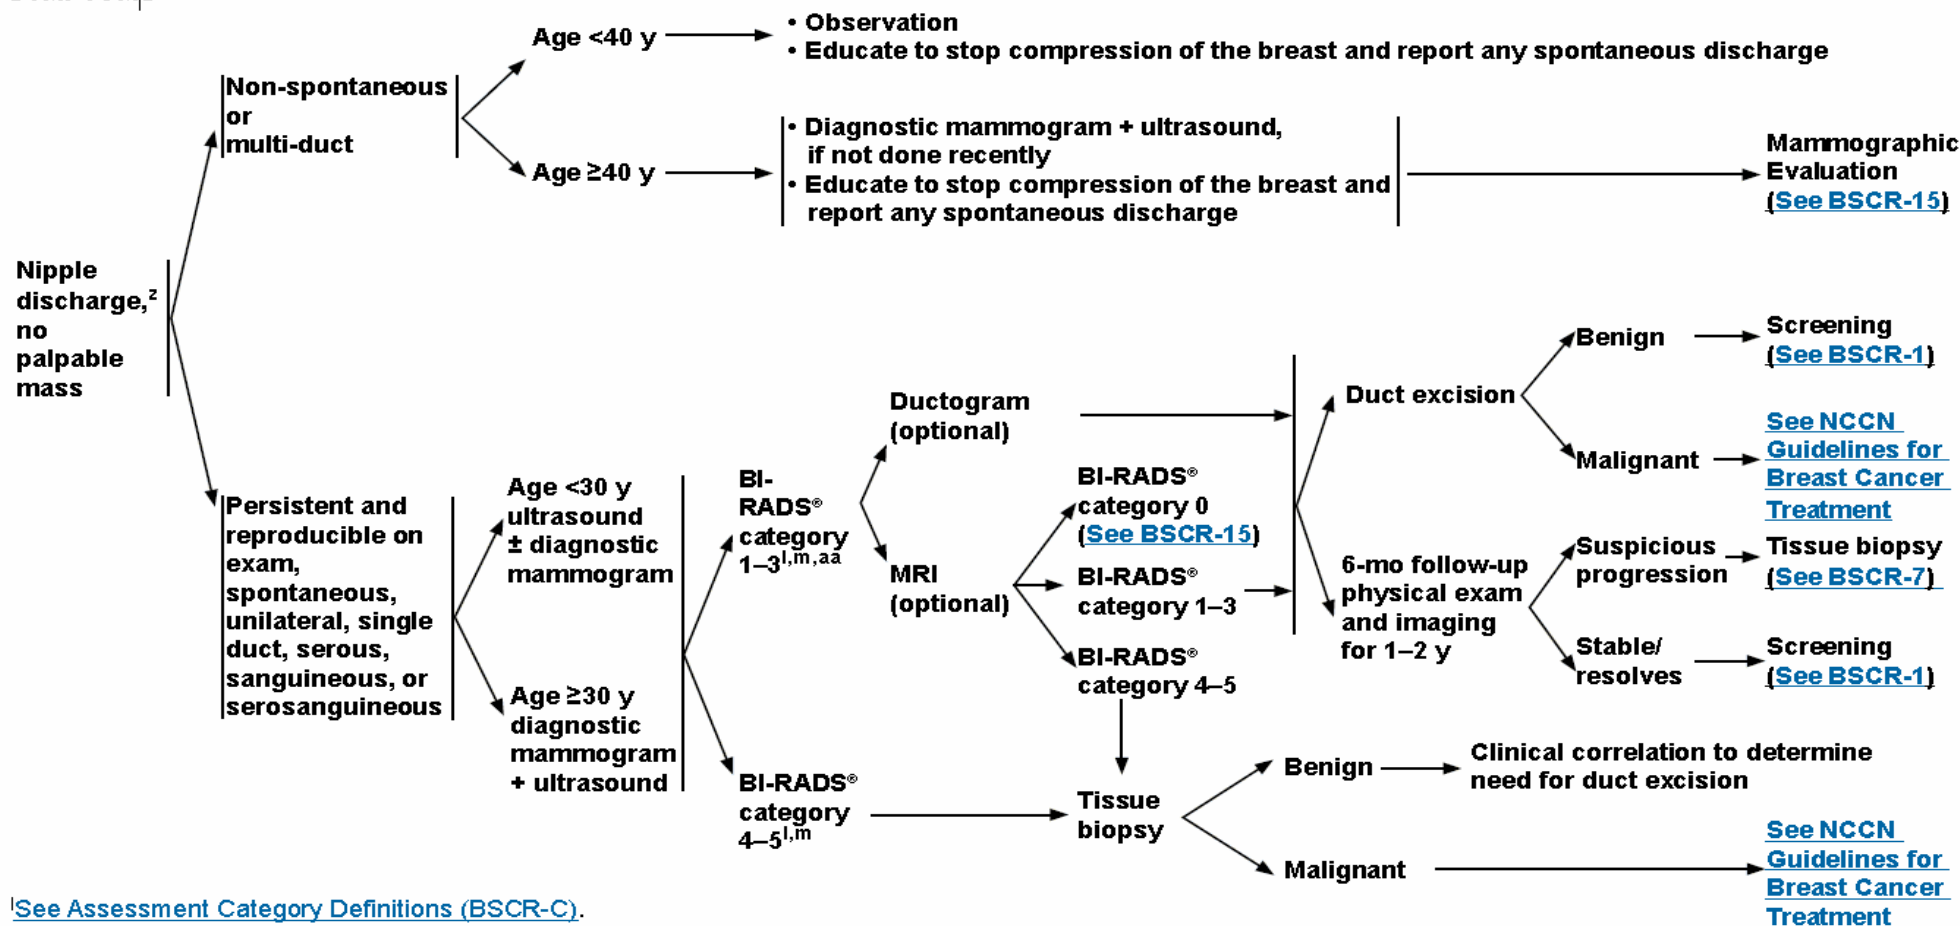 • Observation
Age <40 y
• Educate to stop compression of the breast and report any spontaneous discharge
Non-spontaneous
or
multi-duct
• Diagnostic mammogram + ultrasound,
if not done recently
Age ≥40 y
• Educate to stop compression of the breast and
report any spontaneous discharge
Mammographic
Evaluation
(See BSCR-15)
Nipple
discharge,z
no
palpable
mass
Persistent and
reproducible on
exam,
spontaneous,
unilateral, single
duct, serous,
sanguineous, or
serosanguineous
Age <30 y
ultrasound
± diagnostic
mammogram
Age ≥30 y
diagnostic
mammogram
+ ultrasound
BI-
RADS®
category
1–3l,m,aa
BI-RADS®
category
4–5l,m
Ductogram
(optional)
MRI
(optional)
BI-RADS®
category 0
(See BSCR-15)
BI-RADS®
category 1–3
BI-RADS®
category 4–5
Tissue
biopsy
Duct excision
Benign
Screening
(See BSCR-1)
Malignant
See NCCN
Guidelines for
Breast Cancer
Treatment
6-mo follow-up
physical exam
and imaging
for 1–2 y
Suspicious
progression
Tissue biopsy
(See BSCR-7)
Stable/
resolves
Screening
(See BSCR-1)
Benign
Clinical correlation to determine
need for duct excision
Malignant
See NCCN
Guidelines for
Breast Cancer
Treatment
lSee Assessment Category Definitions (BSCR-C).